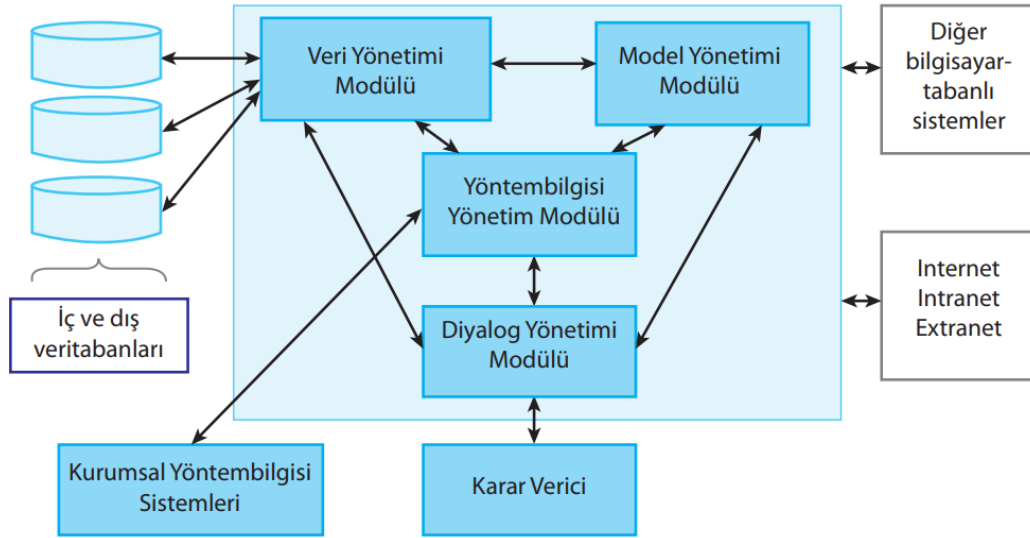 Veri Yönetimi
Modülü
Model Yönetimi
Modülü
Diğer
bilgisayar-
tabanlı
sistemler
Yöntembilgisi
Yönetim Modülü
İç ve dış
veritabanları
Internet
Intranet
Extranet
Diyalog Yönetimi
Modülü
Kurumsal Yöntembilgisi
Sistemleri
Karar Verici